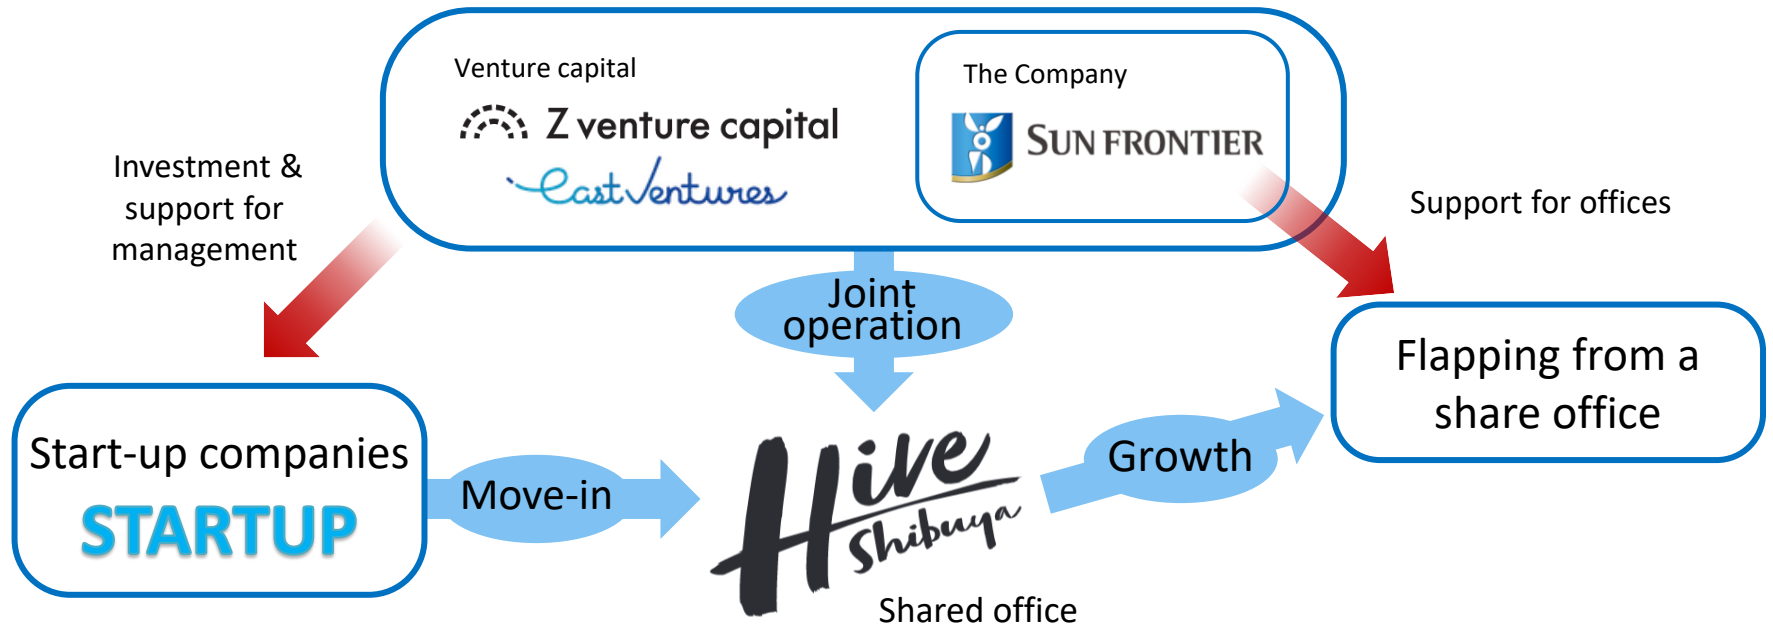 Venture capital
Z venture capital
East Ventures
The Company
SUN FRONTIER
Investment &
support for
management
Support for offices
Joint
operation
Flapping from a
share office
Start-up companies
STARTUP
Move-in
Hive
Shibuya
Growth
Shared office